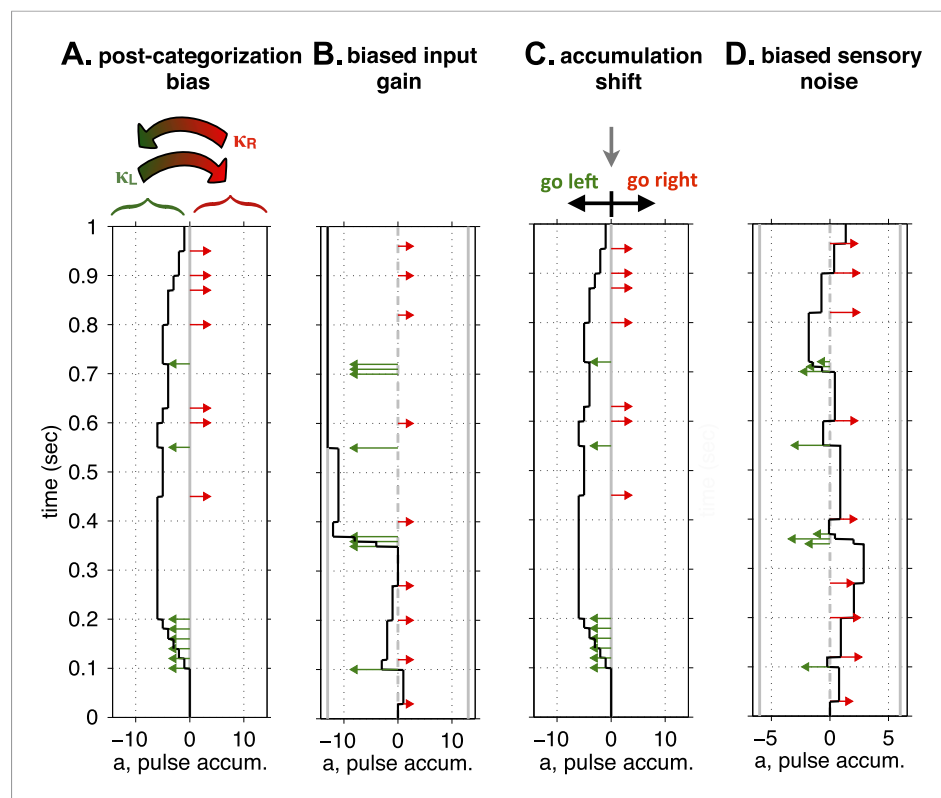 A. post-categorization bias
B. biased input gain
C. accumulation shift
D. biased sensory noise
κR
κL
go left
go right
time (sec)
1
0.9
0.8
0.7
0.6
0.5
0.4
0.3
0.2
0.1
0
−10 0 10
a, pulse accum.
−10 0 10
a, pulse accum.
time (sec)
−10 0 10
a, pulse accum.
−5 0 5
a, pulse accum.